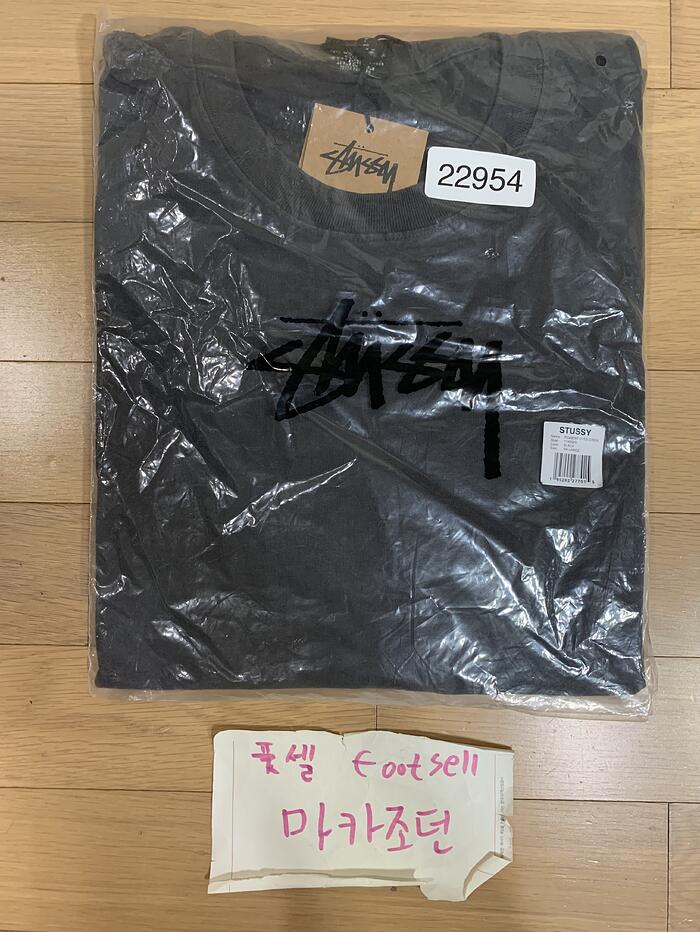 STÜSSY
22954
STÜSSY
STUSSY
BLACK
풋셀 Footsell
마카조던